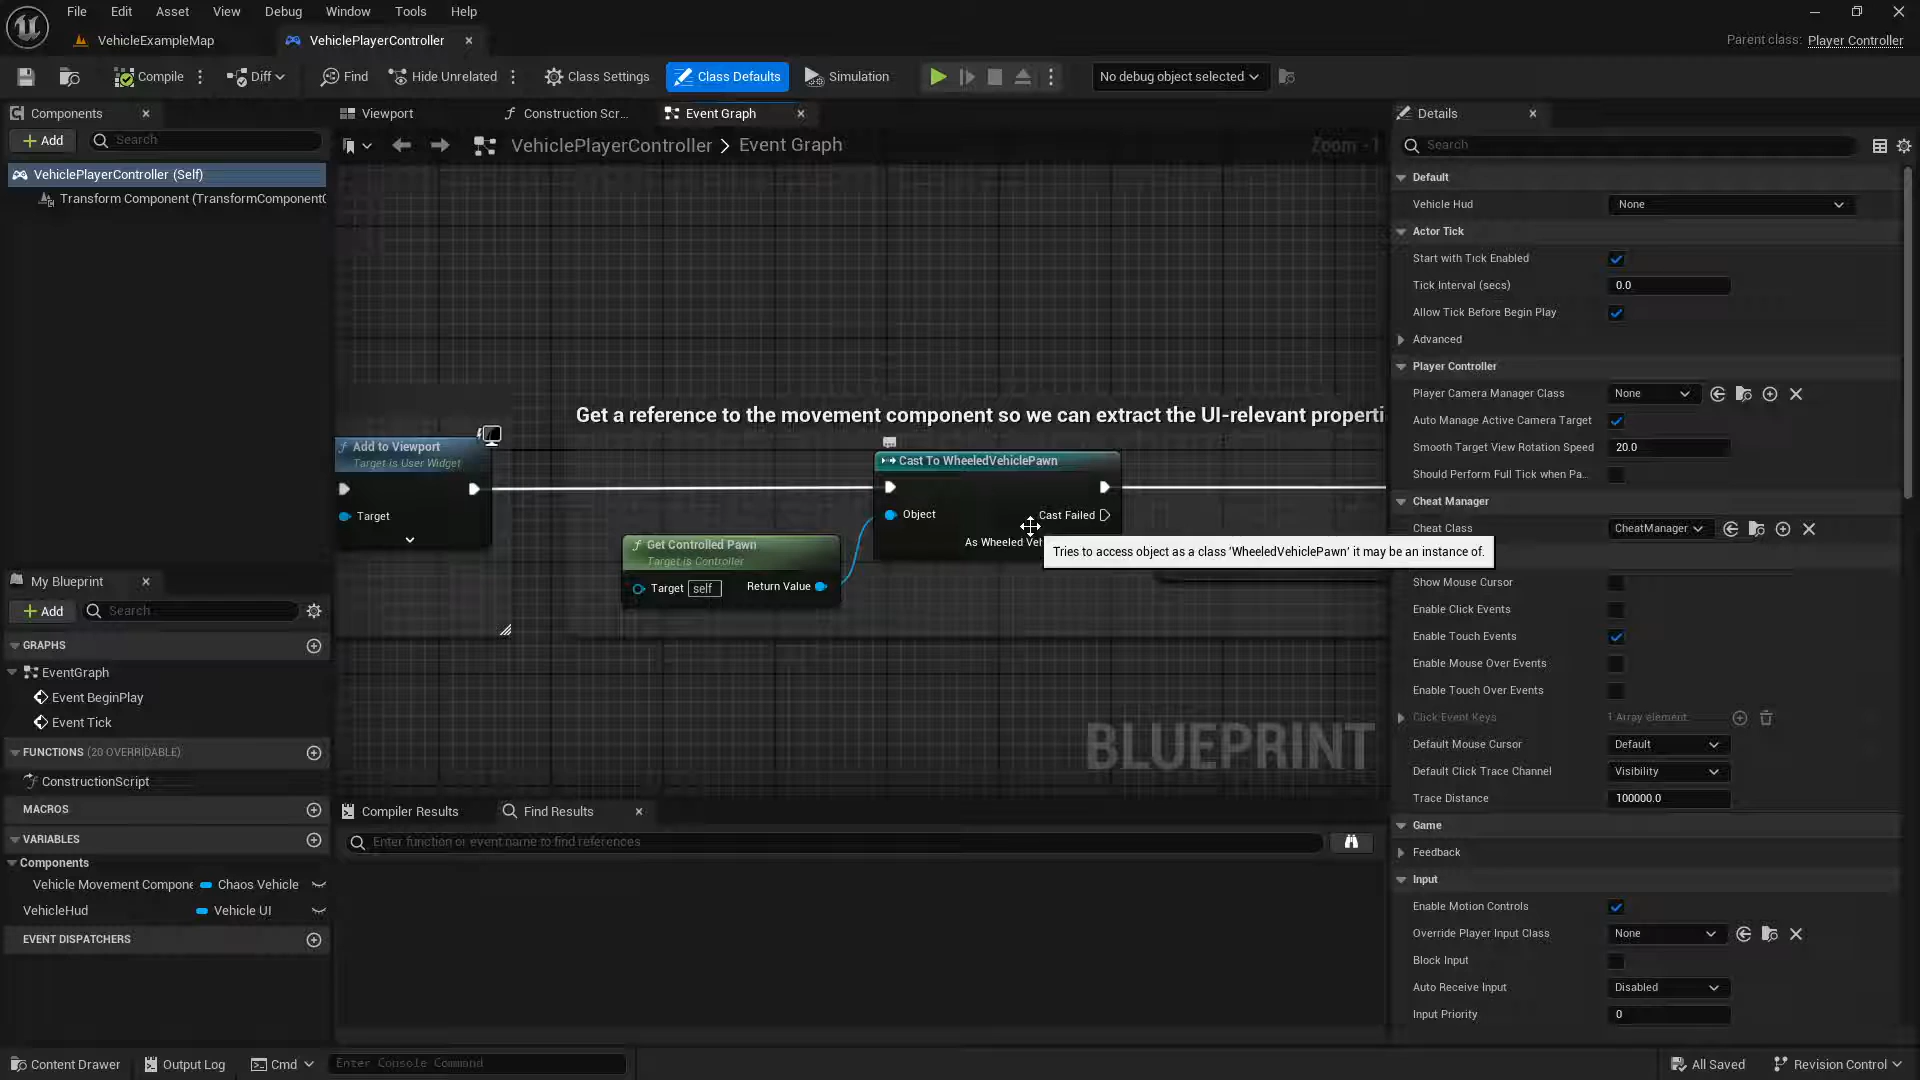 File Edit Asset View Debug Window Tools Help
VehicleExampleMap VehiclePlayerController
Parent class: Player Controller
Compile Diff Find Hide Unrelated Class Settings Class Defaults Simulation No debug object selected
Components
Add Search
VehiclePlayerController (Self)
Transform Component (TransformComponent
Viewport Construction Scr... Event Graph
VehiclePlayerController > Event Graph
Zoom -1
Get a reference to the movement component so we can extract the UI-relevant properti
Add to Viewport
Target is User Widget
Target
Cast To WheeledVehiclePawn
Object
Cast Failed
As Wheeled Veh
Tries to access object as a class 'WheeledVehiclePawn' it may be an instance of.
Get Controlled Pawn
Target is Controller
Target self Return Value
BLUEPRINT
My Blueprint
Add Search
GRAPHS
EventGraph
Event BeginPlay
Event Tick
FUNCTIONS (20 OVERRIDABLE)
ConstructionScript
MACROS
VARIABLES
Components
Vehicle Movement Compone Chaos Vehicle
VehicleHud Vehicle UI
EVENT DISPATCHERS
Compiler Results Find Results
Enter function or event name to find references
Details
Search
Default
Vehicle Hud None
Actor Tick
Start with Tick Enabled
Tick Interval (secs) 0.0
Allow Tick Before Begin Play
Advanced
Player Controller
Player Camera Manager Class None
Auto Manage Active Camera Target
Smooth Target View Rotation Speed 20.0
Should Perform Full Tick when Pa...
Cheat Manager
Cheat Class CheatManager
Show Mouse Cursor
Enable Click Events
Enable Touch Events
Enable Mouse Over Events
Enable Touch Over Events
Click Event Keys 1 Array element
Default Mouse Cursor Default
Default Click Trace Channel Visibility
Trace Distance 100000.0
Game
Feedback
Input
Enable Motion Controls
Override Player Input Class None
Block Input
Auto Receive Input Disabled
Input Priority 0
Content Drawer Output Log Cmd Enter Console Command All Saved Revision Control